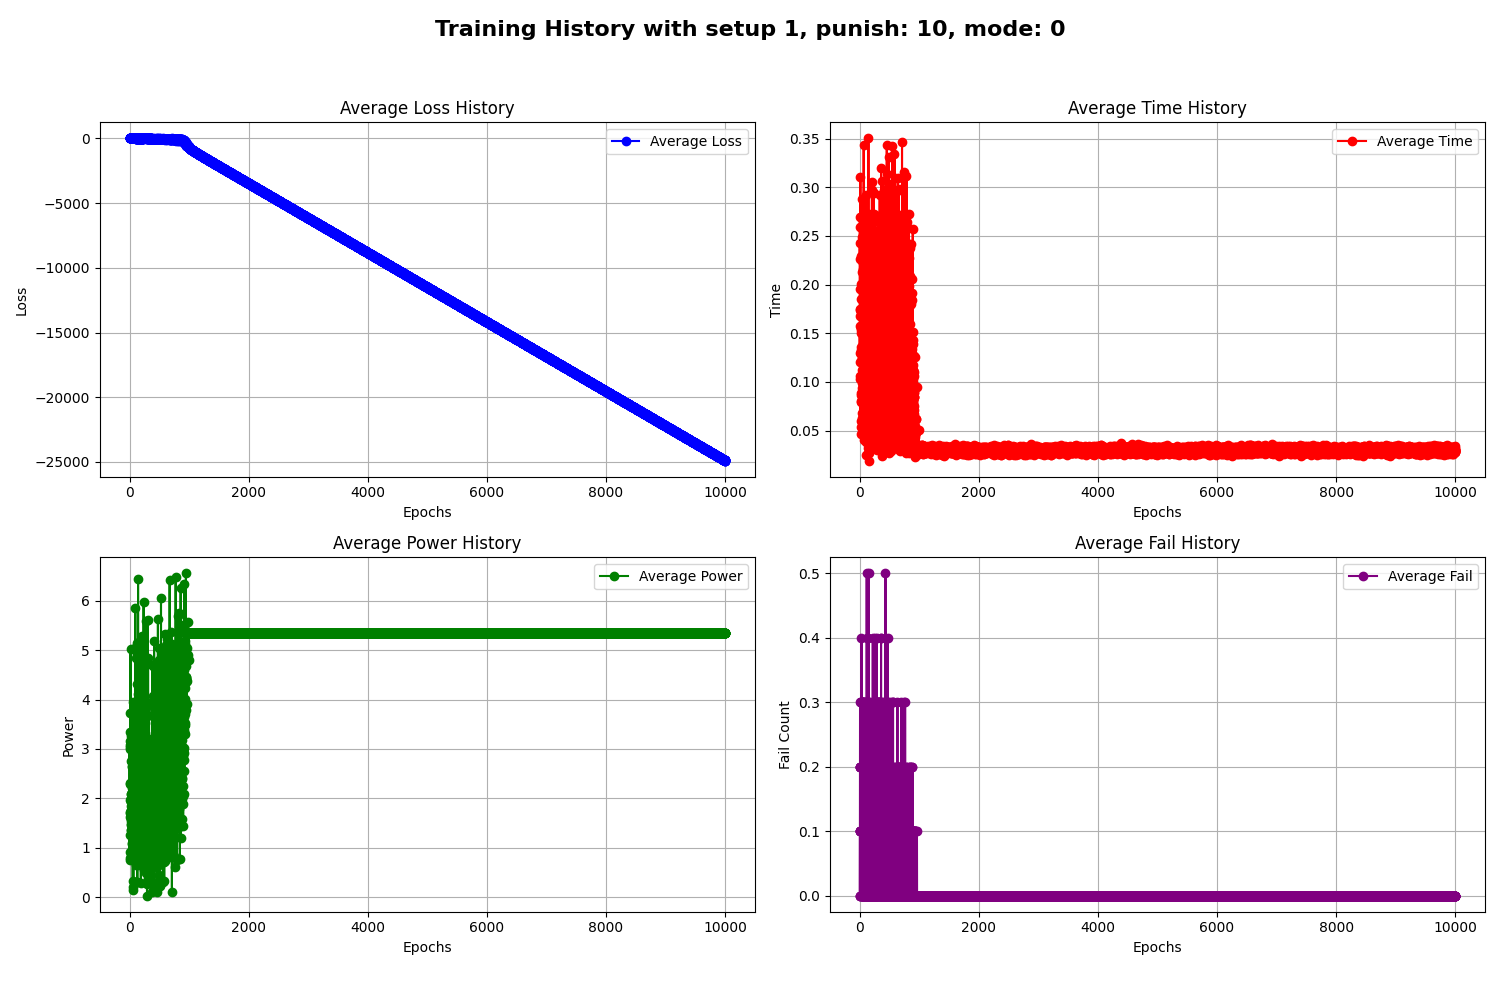 Training History with setup 1, punish: 10, mode: 0
Average Loss History
Average Loss
0
−5000
−10000
−15000
−20000
−25000
Loss
0 2000 4000 6000 8000 10000
Epochs
Average Time History
Average Time
0.35
0.30
0.25
0.20
0.15
0.10
0.05
Time
0 2000 4000 6000 8000 10000
Epochs
Average Power History
Average Power
6
5
4
3
2
1
0
Power
0 2000 4000 6000 8000 10000
Epochs
Average Fail History
Average Fail
0.5
0.4
0.3
0.2
0.1
0.0
Fail Count
0 2000 4000 6000 8000 10000
Epochs